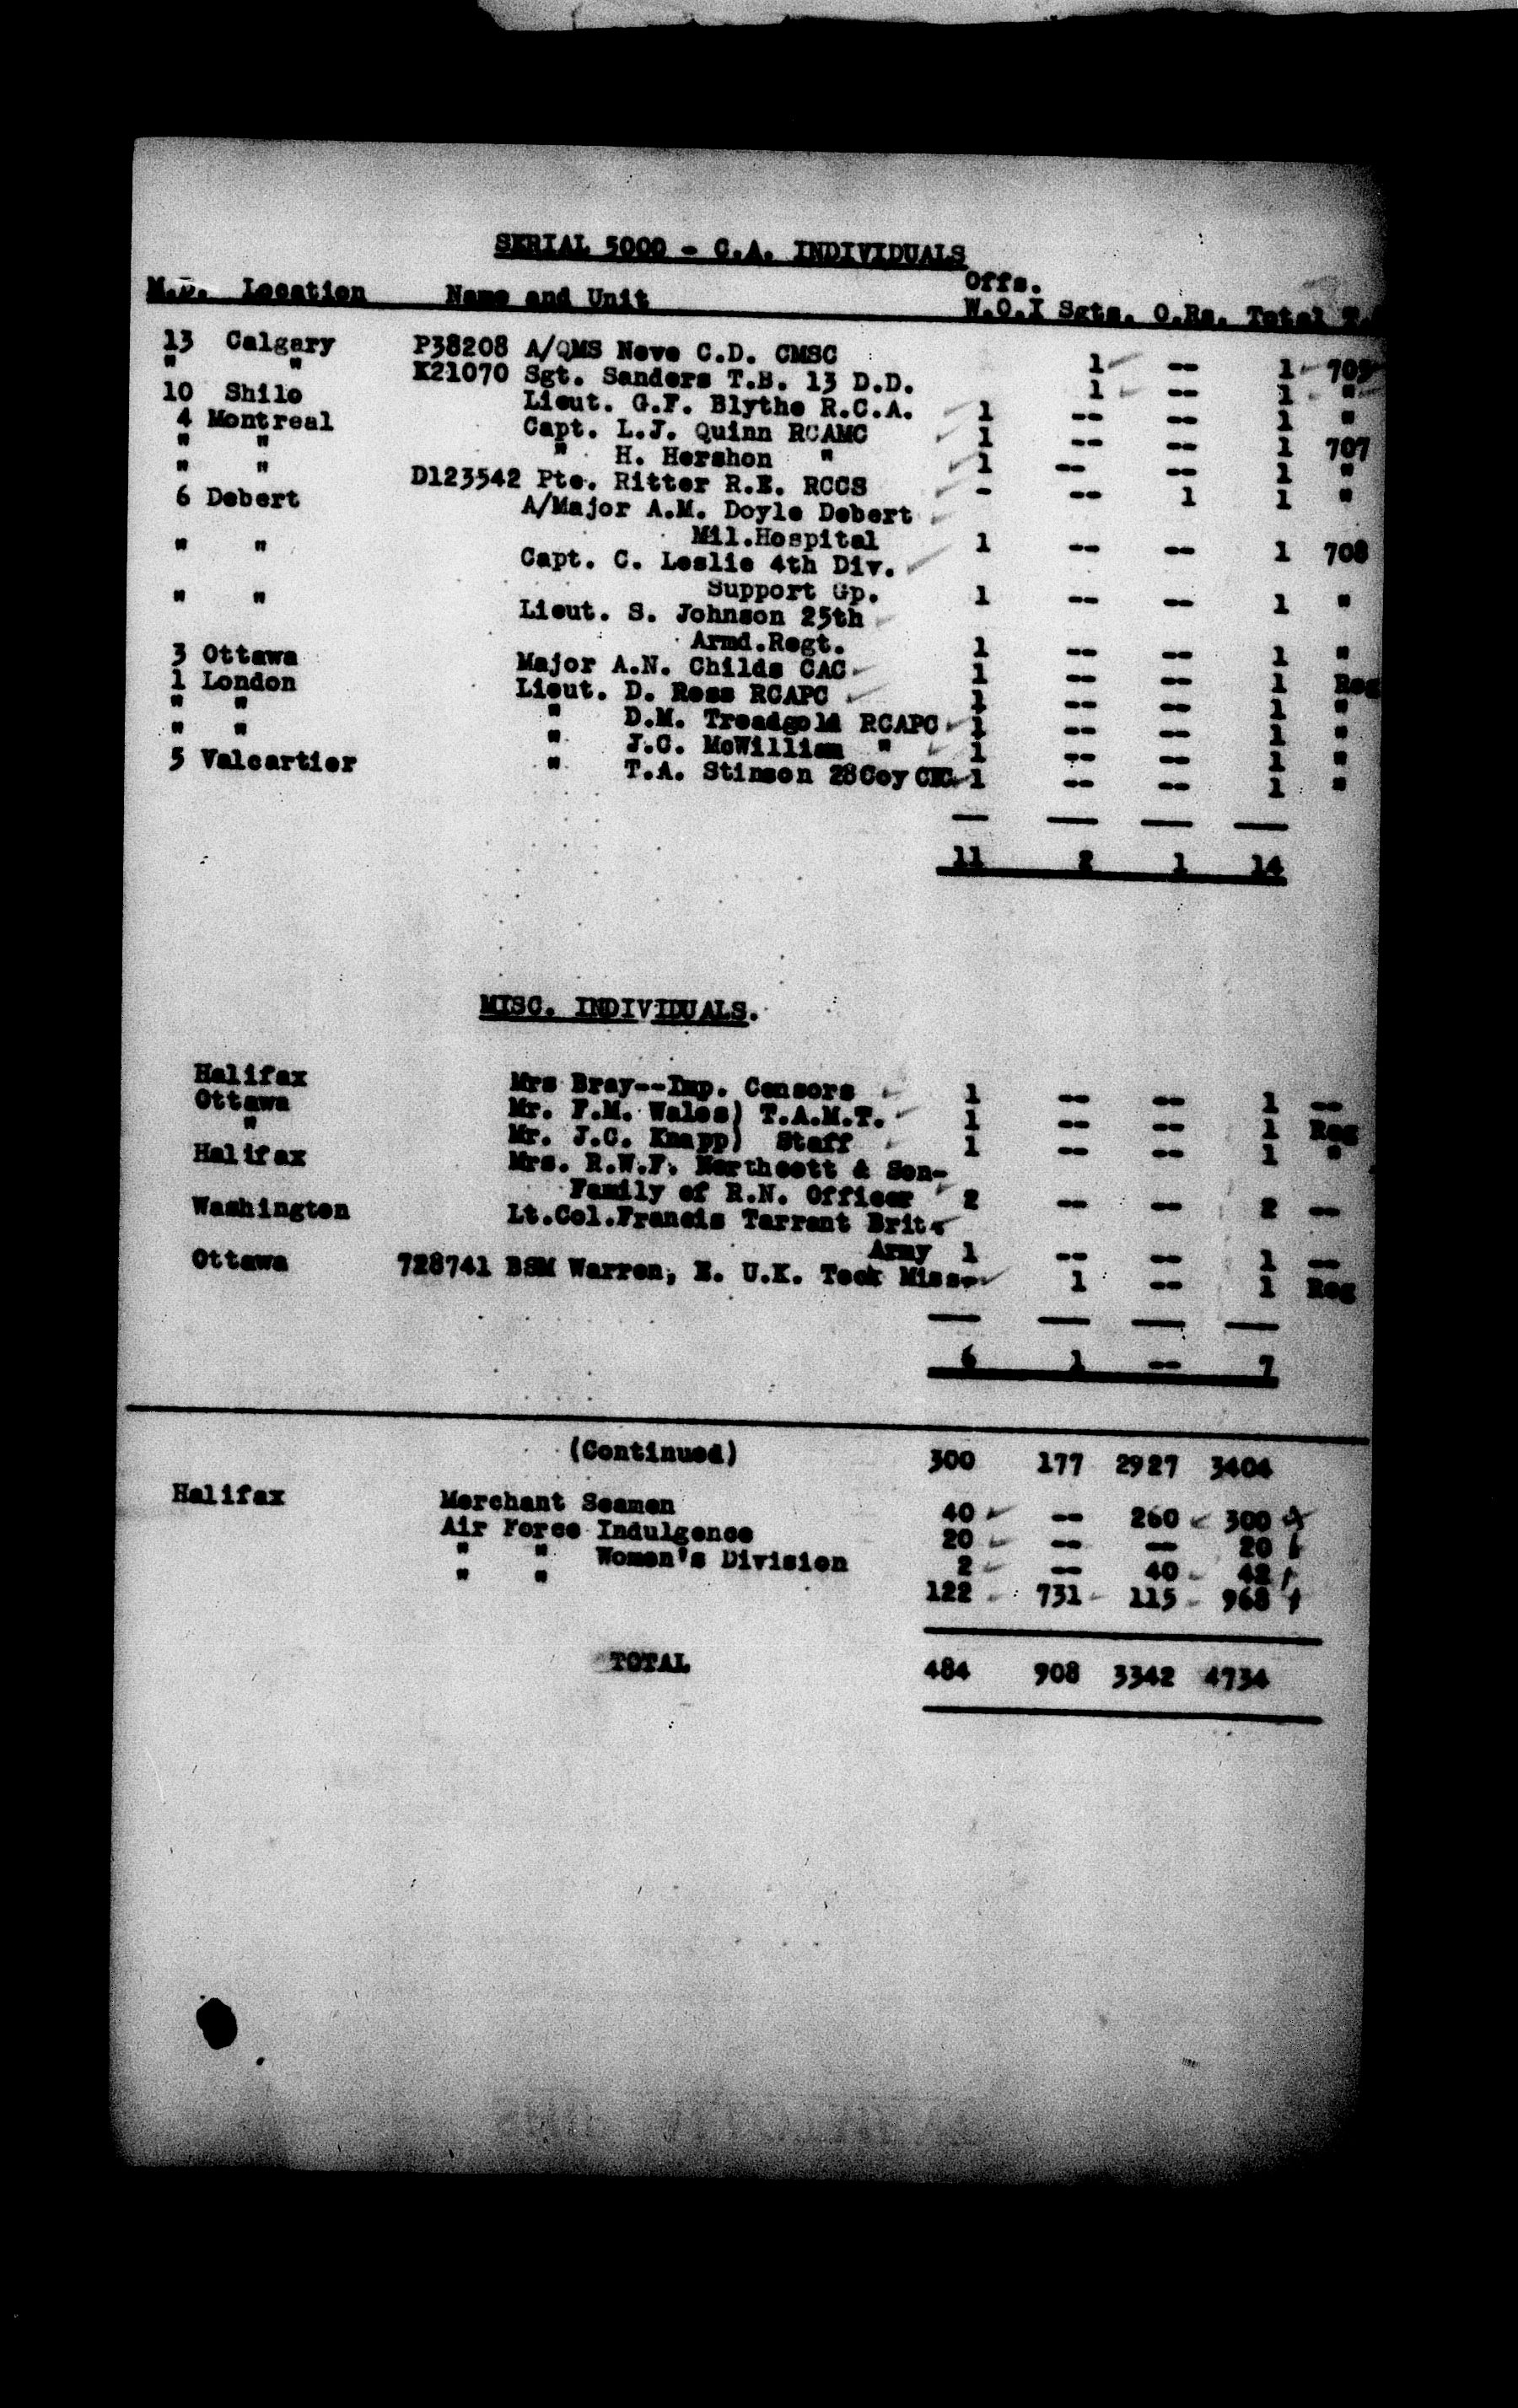 SERIAL 5000 - C.A. INDIVIDUALS
Offs.
M.D. Location Name and Unit W.O.I Sgts. O.Rs. Total T.
13 Calgary P38208 A/QMS Neve C.D. CMSC 1 -- 1 705
" " K21070 Sgt. Sanders T.B. 13 D.D. 1 -- 1 "
10 Shilo Lieut. G.F. Blythe R.C.A. 1 -- -- 1 "
4 Montreal Capt. L.J. Quinn RCAMC 1 -- -- 1 707
" " " H. Hershon " 1 -- -- 1 "
" " D123542 Pte. Ritter R.E. RCCS - -- 1 1 "
6 Debert A/Major A.M. Doyle Debert
Mil.Hospital 1 -- -- 1 708
" " Capt. C. Leslie 4th Div.
Support Gp. 1 -- -- 1 "
" " Lieut. S. Johnson 25th
Armd.Regt. 1 -- -- 1 "
3 Ottawa Major A.N. Childs CAC 1 -- -- 1 Reg
1 London Lieut. D. Ross RCAPC 1 -- -- 1 "
" " " D.M. Treadgold RCAPC 1 -- -- 1 "
" " " J.C. McWilliam " 1 -- -- 1 "
5 Valcartier " T.A. Stinson 28Coy CFC 1 -- -- 1 "
11 2 1 14
MISC. INDIVIDUALS.
Halifax Mrs Bray--Imp. Censors 1 -- -- 1 --
Ottawa Mr. F.M. Wales) T.A.M.T. 1 -- -- 1 Reg
" Mr. J.C. Knapp) Staff 1 -- -- 1 "
Halifax Mrs. R.W.F. Northcott & Son-
Family of R.N. Officer 2 -- -- 2 --
Washington Lt.Col.Francis Tarrant Brit.
Army 1 -- -- 1 --
Ottawa 728741 BSM Warren, E. U.K. Teck Miss- 1 -- 1 Reg
6 1 -- 7
(Continued) 300 177 2927 3404
Halifax Merchant Seamen 40 -- 260 300
Air Force Indulgence 20 -- -- 20
" " Women's Division 2 -- 40 42
" " 122 731 115 968
TOTAL 484 908 3342 4734